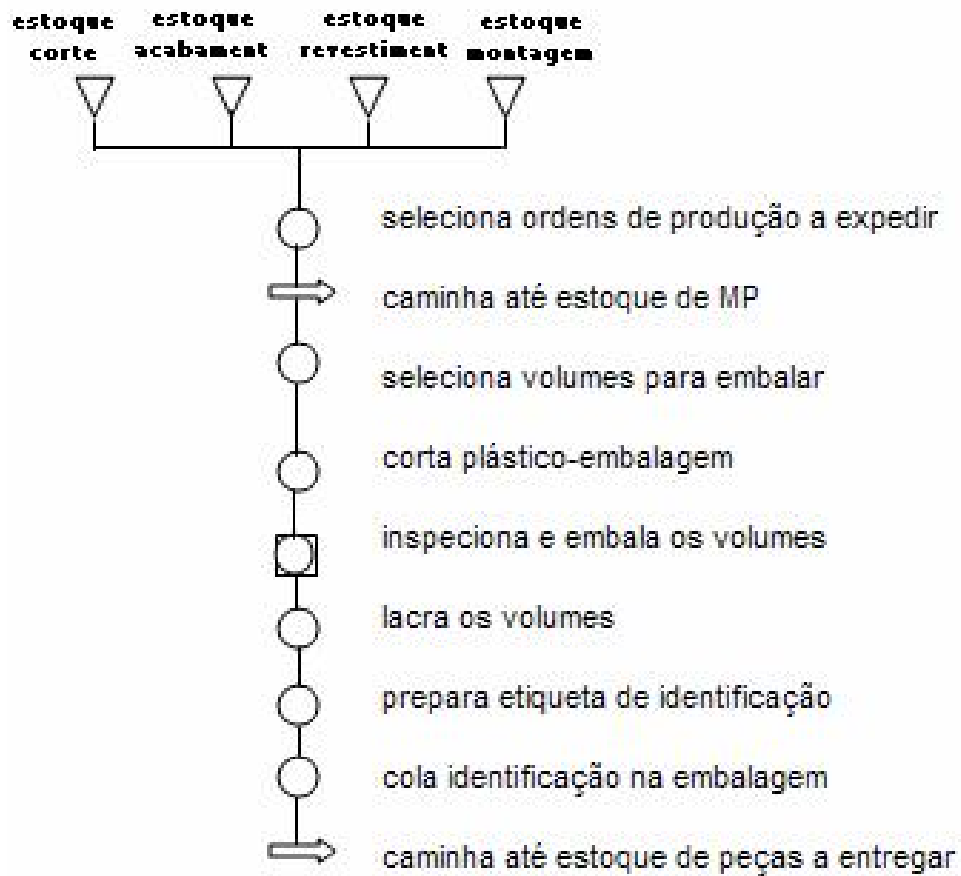 estoque corte
estoque acabament
estoque revestiment
estoque montagem
seleciona ordens de produção a expedir
caminha até estoque de MP
seleciona volumes para embalar
corta plástico-embalagem
inspeciona e embala os volumes
lacra os volumes
prepara etiqueta de identificação
cola identificação na embalagem
caminha até estoque de peças a entregar